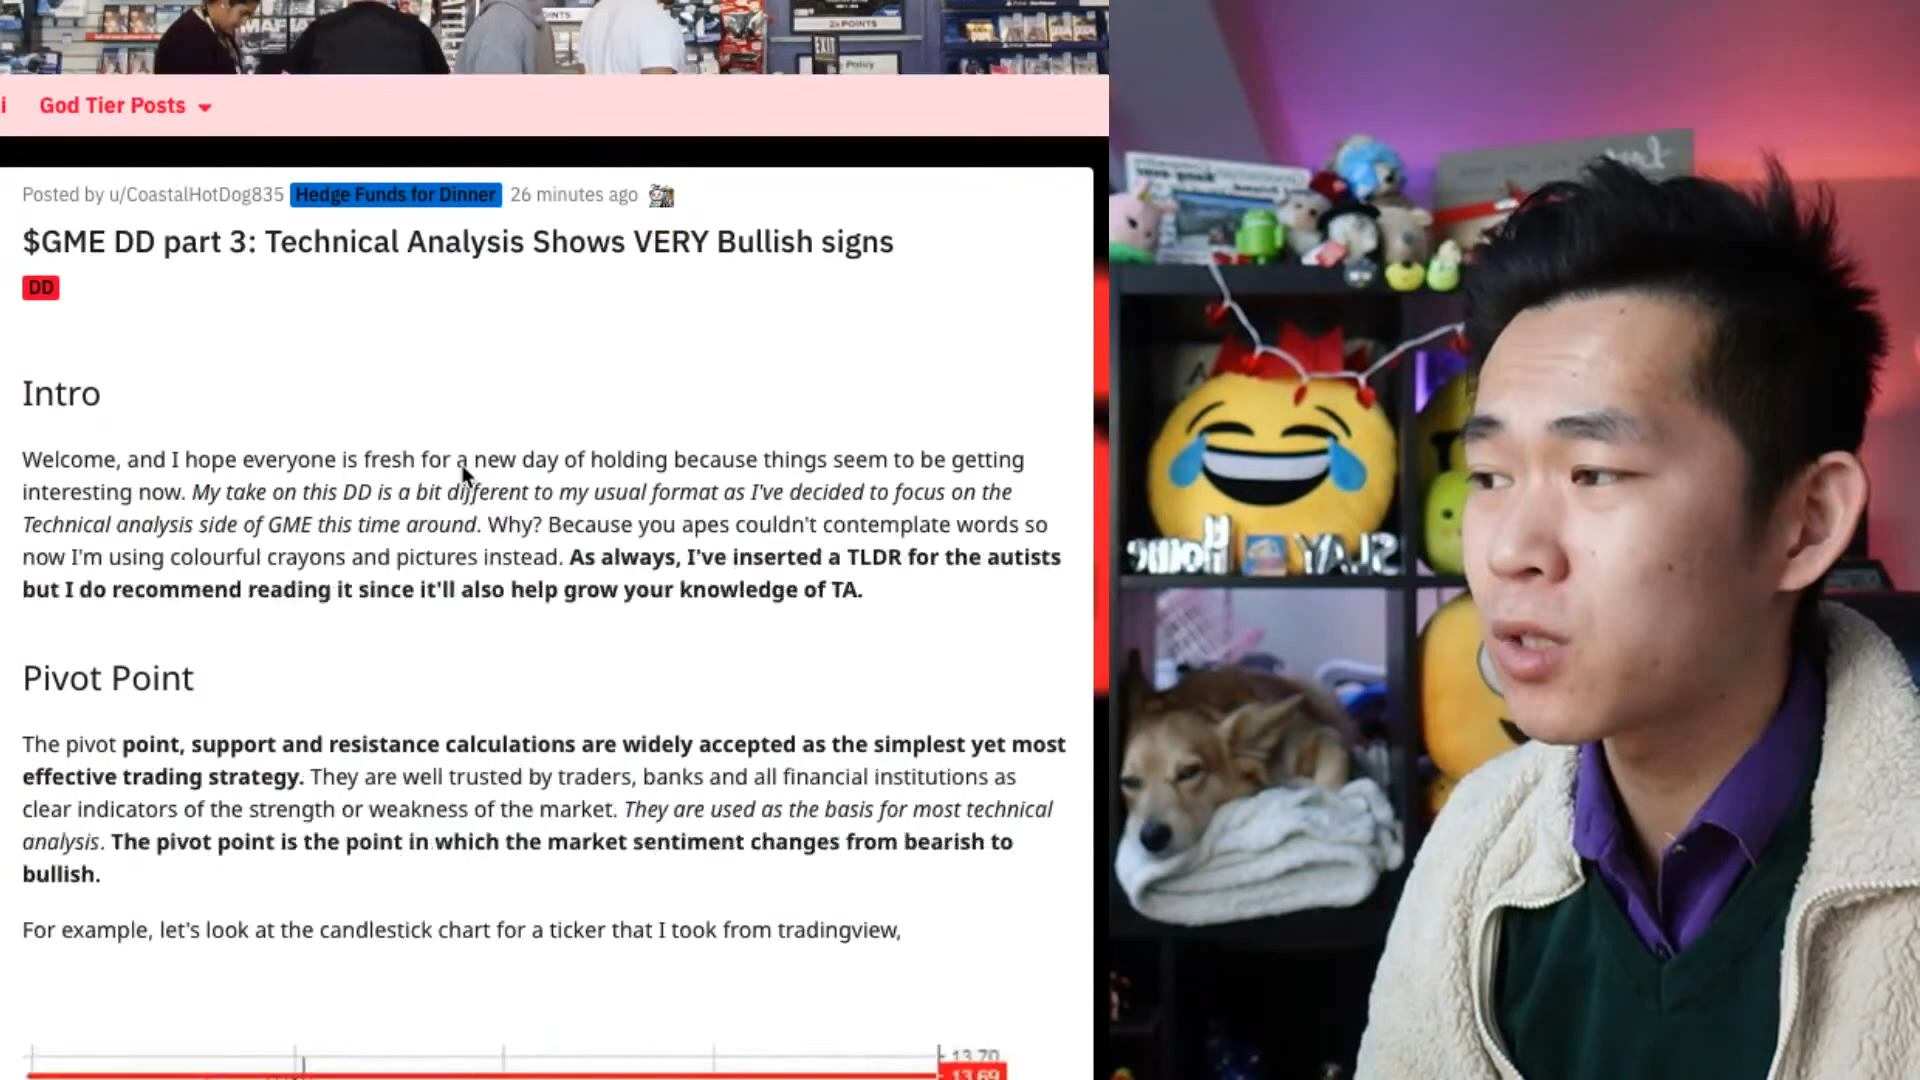 2x POINTS
EXIT
Policy
i God Tier Posts
Posted by u/CoastalHotDog835 Hedge Funds for Dinner 26 minutes ago
$GME DD part 3: Technical Analysis Shows VERY Bullish signs
DD
Intro
Welcome, and I hope everyone is fresh for a new day of holding because things seem to be getting
interesting now. My take on this DD is a bit different to my usual format as I've decided to focus on the
Technical analysis side of GME this time around. Why? Because you apes couldn't contemplate words so
now I'm using colourful crayons and pictures instead. As always, I've inserted a TLDR for the autists
but I do recommend reading it since it'll also help grow your knowledge of TA.
Pivot Point
The pivot point, support and resistance calculations are widely accepted as the simplest yet most
effective trading strategy. They are well trusted by traders, banks and all financial institutions as
clear indicators of the strength or weakness of the market. They are used as the basis for most technical
analysis. The pivot point is the point in which the market sentiment changes from bearish to
bullish.
For example, let's look at the candlestick chart for a ticker that I took from tradingview,
13.70
13.69
Home
SLAY